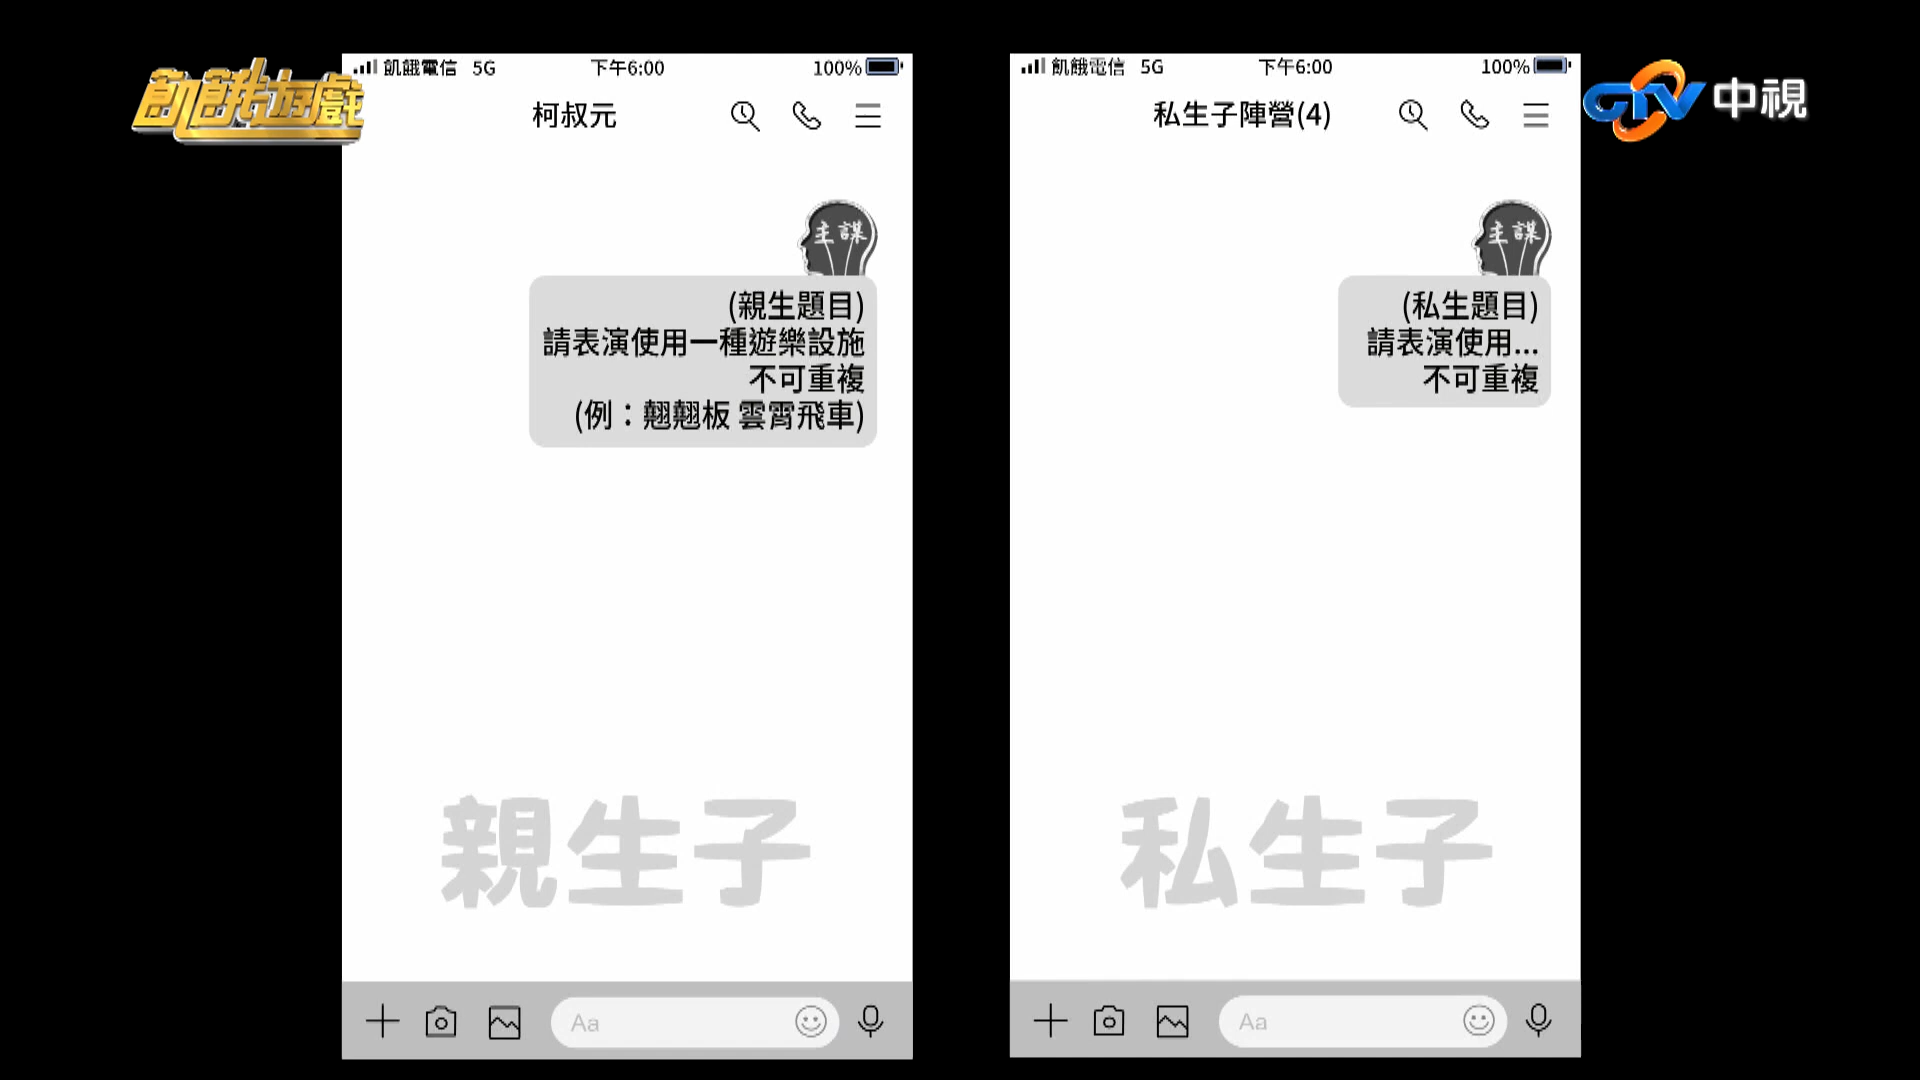 飢餓遊戲
飢餓電信 5G 下午6:00 100%
柯叔元
主謀
(親生題目)
請表演使用一種遊樂設施
不可重複
(例：翹翹板 雲霄飛車)
親生子
Aa
飢餓電信 5G 下午6:00 100%
私生子陣營(4)
主謀
(私生題目)
請表演使用...
不可重複
私生子
Aa
CTV 中視